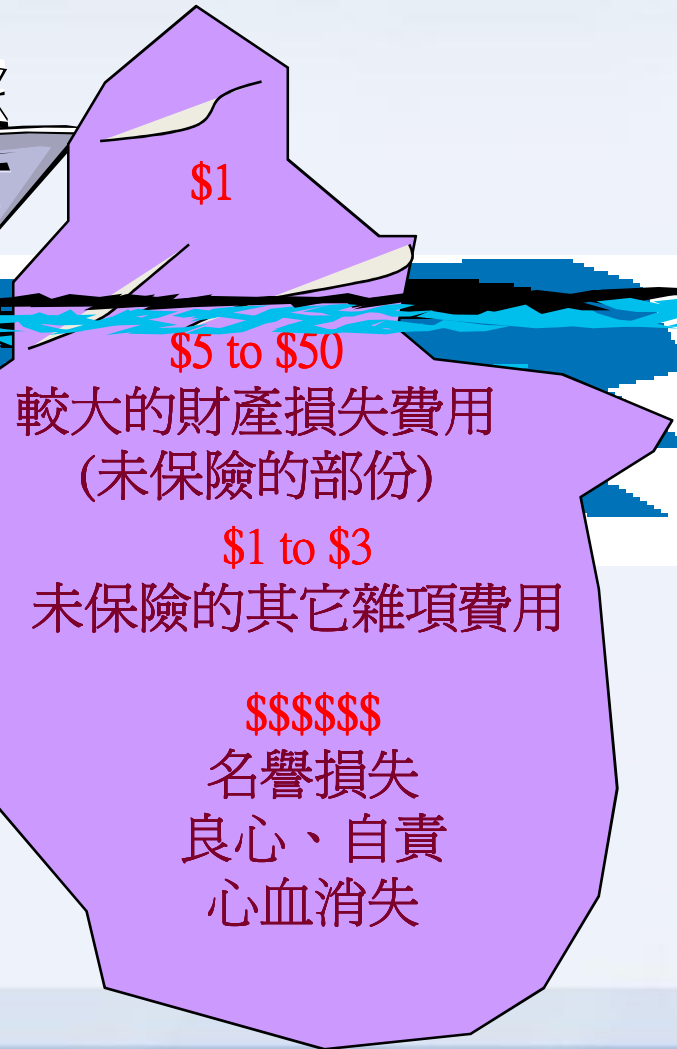 $1
$5 to $50
較大的財產損失費用
(未保險的部份)
$1 to $3
未保險的其它雜項費用
$$$$$$
名譽損失
良心、自責
心血消失